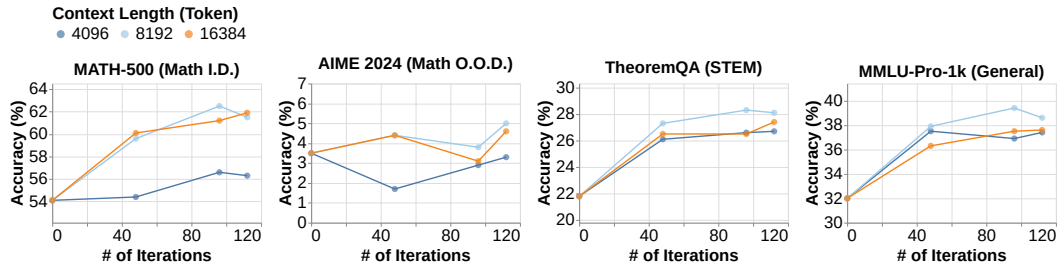 Context Length (Token)
4096 8192 16384
MATH-500 (Math I.D.)
Accuracy (%)
64
62
60
58
56
54
0 40 80 120
# of Iterations
AIME 2024 (Math O.O.D.)
Accuracy (%)
7
6
5
4
3
2
1
0
0 40 80 120
# of Iterations
TheoremQA (STEM)
Accuracy (%)
30
28
26
24
22
20
0 40 80 120
# of Iterations
MMLU-Pro-1k (General)
Accuracy (%)
40
38
36
34
32
30
0 40 80 120
# of Iterations